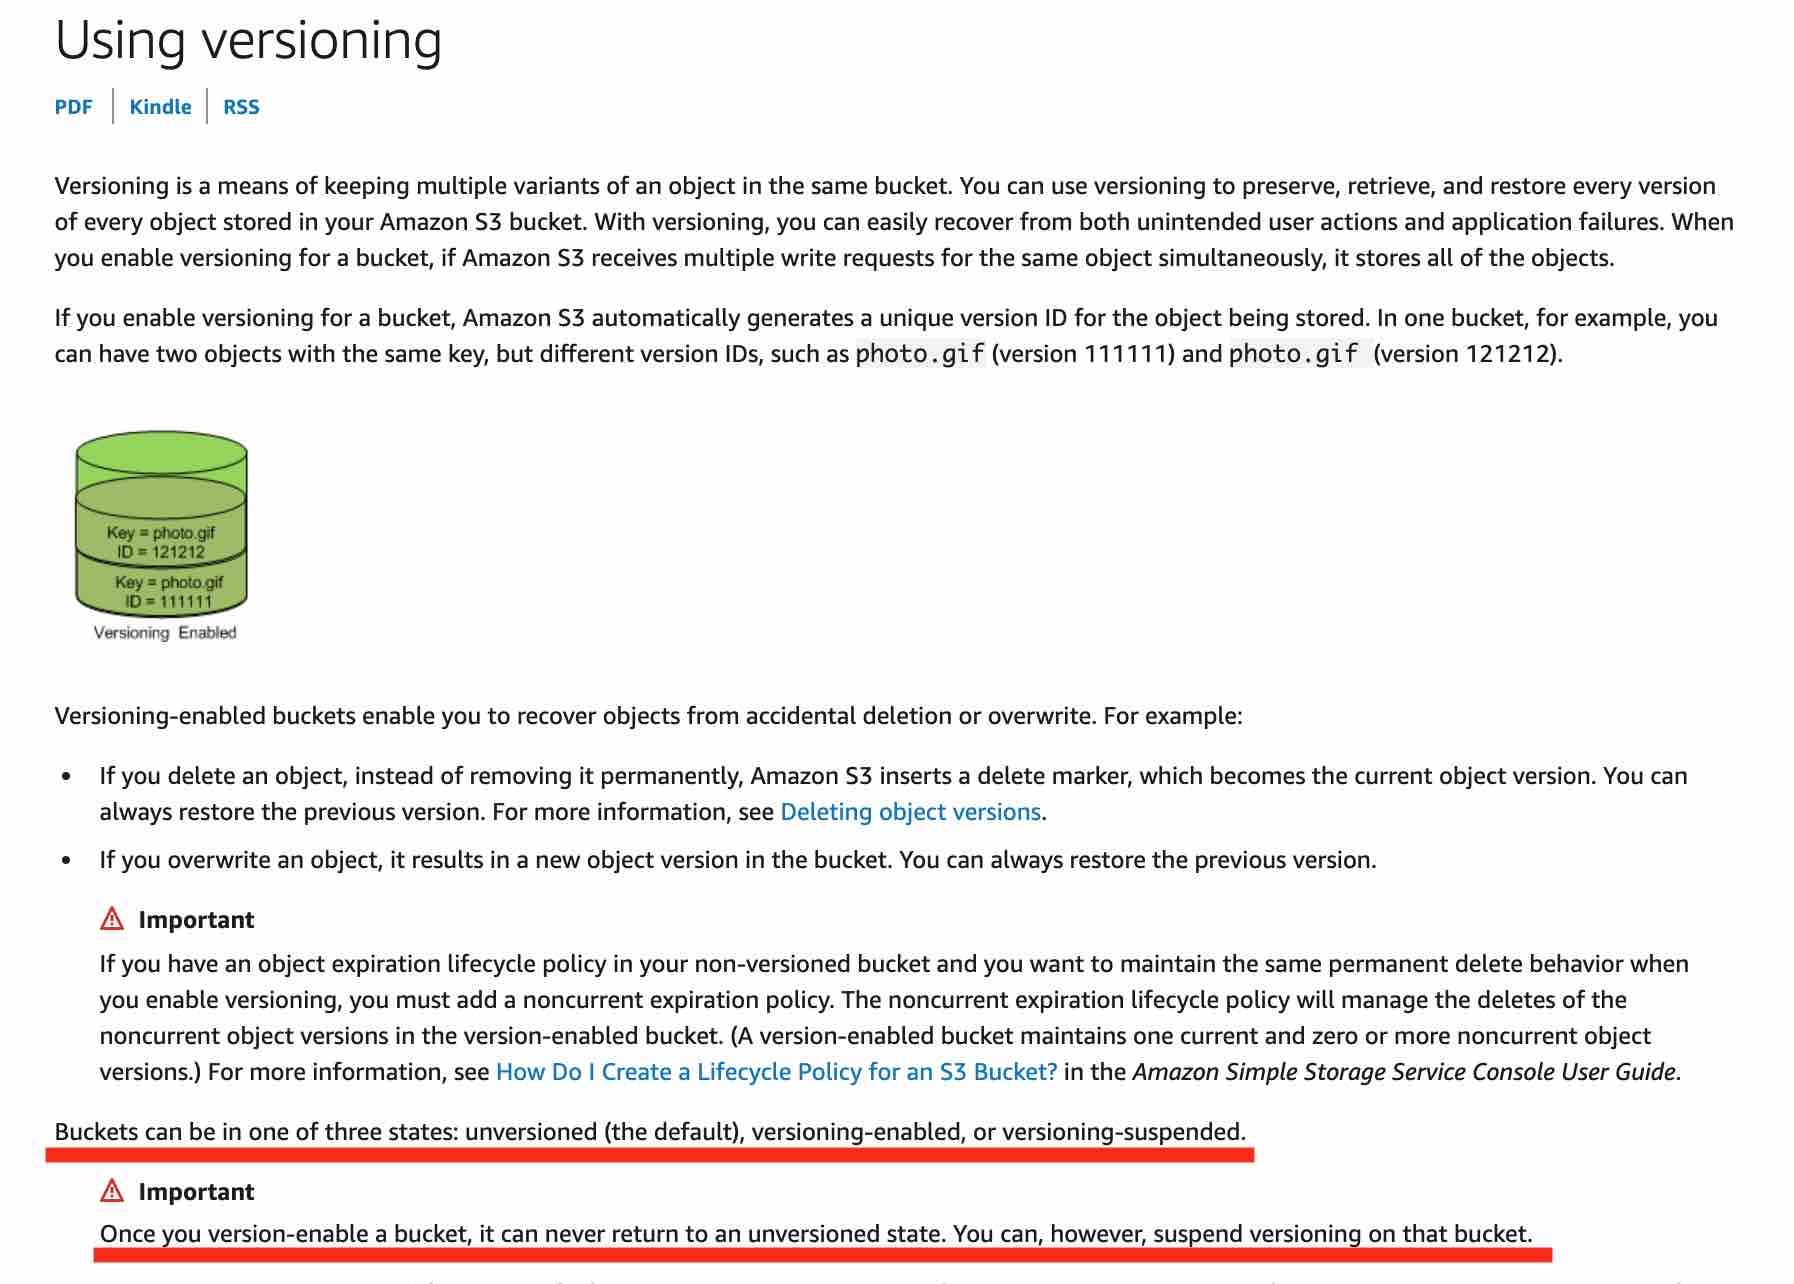 Using versioning
PDF
Kindle
RSS
Versioning is a means of keeping multiple variants of an object in the same bucket. You can use versioning to preserve, retrieve, and restore every version
of every object stored in your Amazon S3 bucket. With versioning, you can easily recover from both unintended user actions and application failures. When
you enable versioning for a bucket, if Amazon S3 receives multiple write requests for the same object simultaneously, it stores all of the objects.
If you enable versioning for a bucket, Amazon S3 automatically generates a unique version ID for the object being stored. In one bucket, for example, you
can have two objects with the same key, but different version IDs, such as photo.gif (version 111111) and photo.gif (version 121212).
Key = photo.gif
ID = 121212
Key = photo.gif
ID = 111111
Versioning Enabled
Versioning-enabled buckets enable you to recover objects from accidental deletion or overwrite. For example:
• If you delete an object, instead of removing it permanently, Amazon S3 inserts a delete marker, which becomes the current object version. You can
always restore the previous version. For more information, see Deleting object versions.
• If you overwrite an object, it results in a new object version in the bucket. You can always restore the previous version.
Important
If you have an object expiration lifecycle policy in your non-versioned bucket and you want to maintain the same permanent delete behavior when
you enable versioning, you must add a noncurrent expiration policy. The noncurrent expiration lifecycle policy will manage the deletes of the
noncurrent object versions in the version-enabled bucket. (A version-enabled bucket maintains one current and zero or more noncurrent object
versions.) For more information, see How Do I Create a Lifecycle Policy for an S3 Bucket? in the Amazon Simple Storage Service Console User Guide.
Buckets can be in one of three states: unversioned (the default), versioning-enabled, or versioning-suspended.
Important
Once you version-enable a bucket, it can never return to an unversioned state. You can, however, suspend versioning on that bucket.